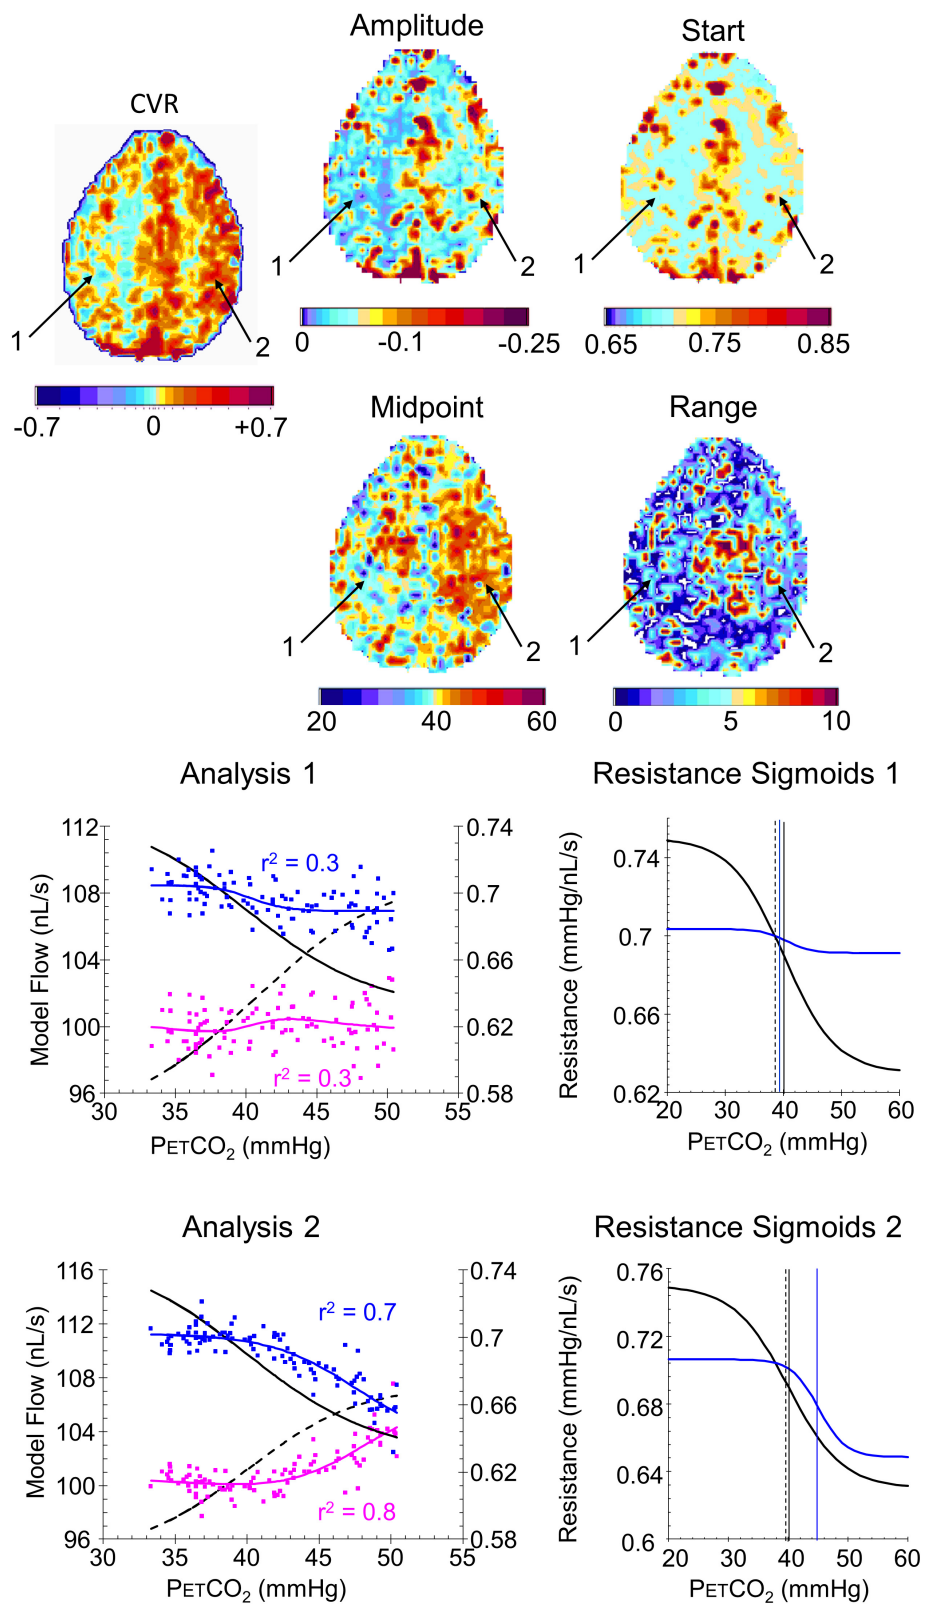 Amplitude
Start
CVR
1
2
1
2
1
2
0
-0.1
-0.25
0.65
0.75
0.85
-0.7
0
+0.7
Midpoint
Range
1
2
1
2
20
40
60
0
5
10
Analysis 1
Resistance Sigmoids 1
112
108
104
100
96
Model Flow (nL/s)
r² = 0.3
r² = 0.3
0.74
0.7
0.66
0.62
0.58
30 35 40 45 50 55
PETCO₂ (mmHg)
Resistance (mmHg/nL/s)
0.74
0.7
0.66
0.62
20 30 40 50 60
PETCO₂ (mmHg)
Analysis 2
Resistance Sigmoids 2
116
112
108
104
100
96
Model Flow (nL/s)
r² = 0.7
r² = 0.8
0.74
0.7
0.66
0.62
0.58
30 35 40 45 50 55
PETCO₂ (mmHg)
Resistance (mmHg/nL/s)
0.76
0.72
0.68
0.64
0.6
20 30 40 50 60
PETCO₂ (mmHg)